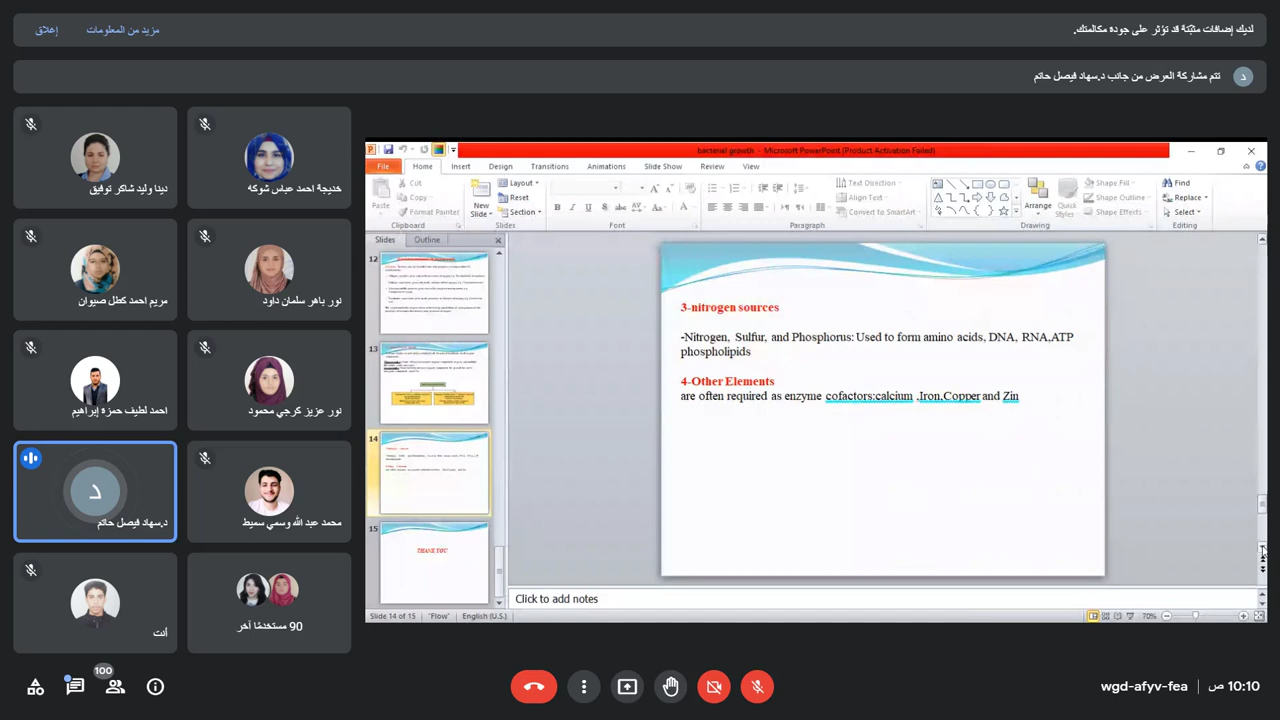 لديك إضافات مثبّتة قد تؤثر على جودة مكالمتك.
مزيد من المعلومات
إغلاق
تتم مشاركة العرض من جانب د.سهاد فيصل حاتم
د
دينا وليد شاكر توفيق
خديجة احمد عباس شوكه
مريم احمد فضل صيوان
نور باقر سلمان داود
احمد لطيف حمزه إبراهيم
نور عزيز كرجي محمود
د
د.سهاد فيصل حاتم
محمد عبد الله وسمي سميط
أنت
90 مستخدمًا آخر
bacterial growth - Microsoft PowerPoint (Product Activation Failed)
File Home Insert Design Transitions Animations Slide Show Review View
Paste
Cut
Copy
Format Painter
Clipboard
New Slide
Layout
Reset
Section
Slides
B I U S abc AV Aa A
Font
Text Direction
Align Text
Convert to SmartArt
Paragraph
Arrange
Quick Styles
Shape Fill
Shape Outline
Shape Effects
Drawing
Find
Replace
Select
Editing
Slides Outline
12
13
14
15
THANK YOU
3-nitrogen sources
-Nitrogen, Sulfur, and Phosphorus: Used to form amino acids, DNA, RNA,ATP
phospholipids
4-Other Elements
are often required as enzyme cofactors:calcium ,Iron,Copper and Zin
Click to add notes
Slide 14 of 15 "Flow" English (U.S.) 70%
100
wgd-afyv-fea
10:10 ص